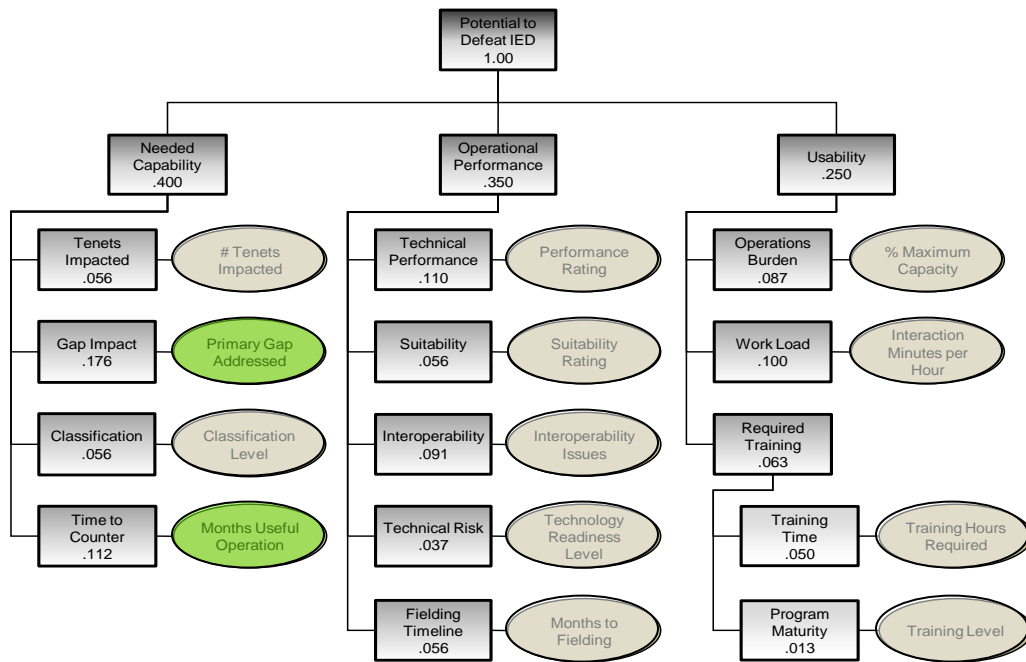 Potential to
Defeat IED
1.00
Needed
Capability
.400
Operational
Performance
.350
Usability
.250
Tenets
Impacted
.056
# Tenets
Impacted
Gap Impact
.176
Primary Gap
Addressed
Classification
.056
Classification
Level
Time to
Counter
.112
Months Useful
Operation
Technical
Performance
.110
Performance
Rating
Suitability
.056
Suitability
Rating
Interoperability
.091
Interoperability
Issues
Technical Risk
.037
Technology
Readiness
Level
Fielding
Timeline
.056
Months to
Fielding
Operations
Burden
.087
% Maximum
Capacity
Work Load
.100
Interaction
Minutes per
Hour
Required
Training
.063
Training
Time
.050
Training Hours
Required
Program
Maturity
.013
Training Level